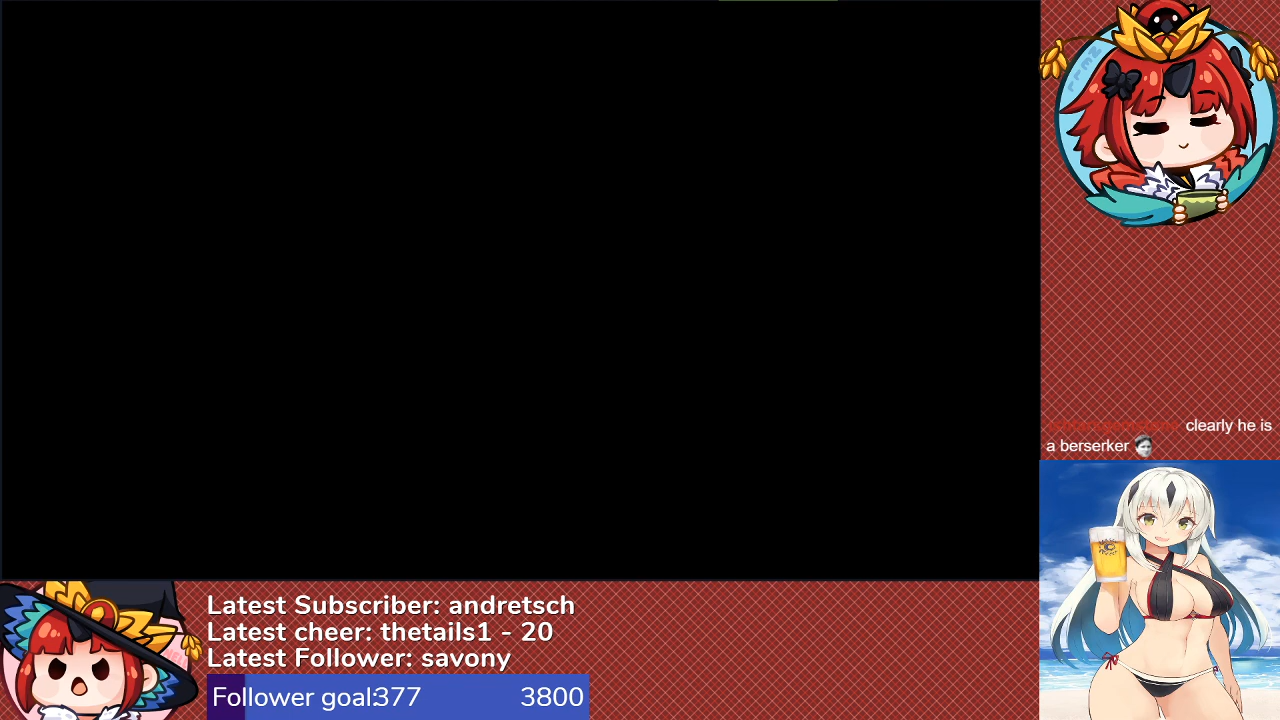 clearly he is
a berserker
Latest Subscriber: andretsch
Latest cheer: thetails1 - 20
Latest Follower: savony
Follower goal:377 3800